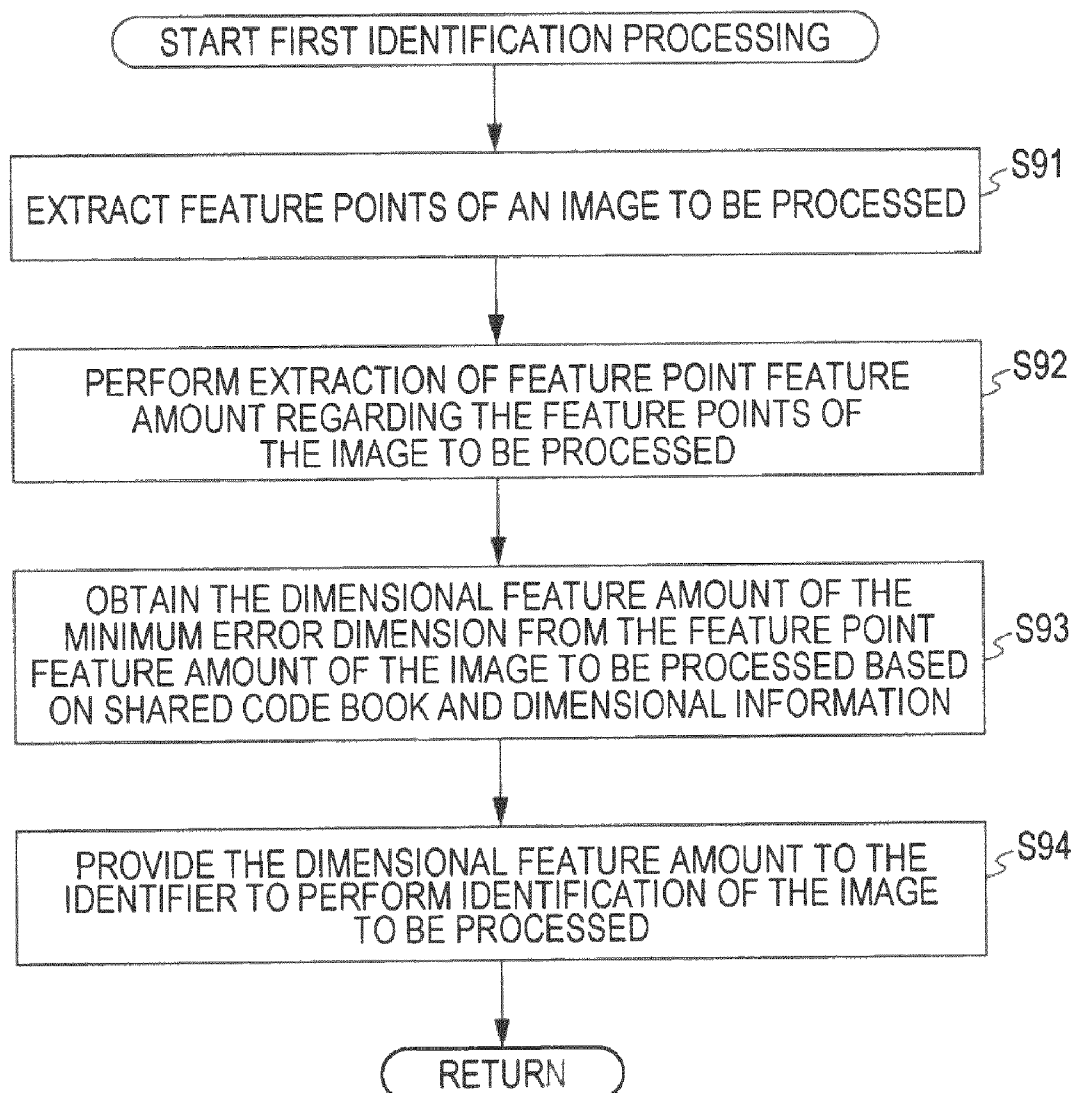 START FIRST IDENTIFICATION PROCESSING
S91
EXTRACT FEATURE POINTS OF AN IMAGE TO BE PROCESSED
S92
PERFORM EXTRACTION OF FEATURE POINT FEATURE
AMOUNT REGARDING THE FEATURE POINTS OF
THE IMAGE TO BE PROCESSED
S93
OBTAIN THE DIMENSIONAL FEATURE AMOUNT OF THE
MINIMUM ERROR DIMENSION FROM THE FEATURE POINT
FEATURE AMOUNT OF THE IMAGE TO BE PROCESSED BASED
ON SHARED CODE BOOK AND DIMENSIONAL INFORMATION
S94
PROVIDE THE DIMENSIONAL FEATURE AMOUNT TO THE
IDENTIFIER TO PERFORM IDENTIFICATION OF THE IMAGE
TO BE PROCESSED
RETURN